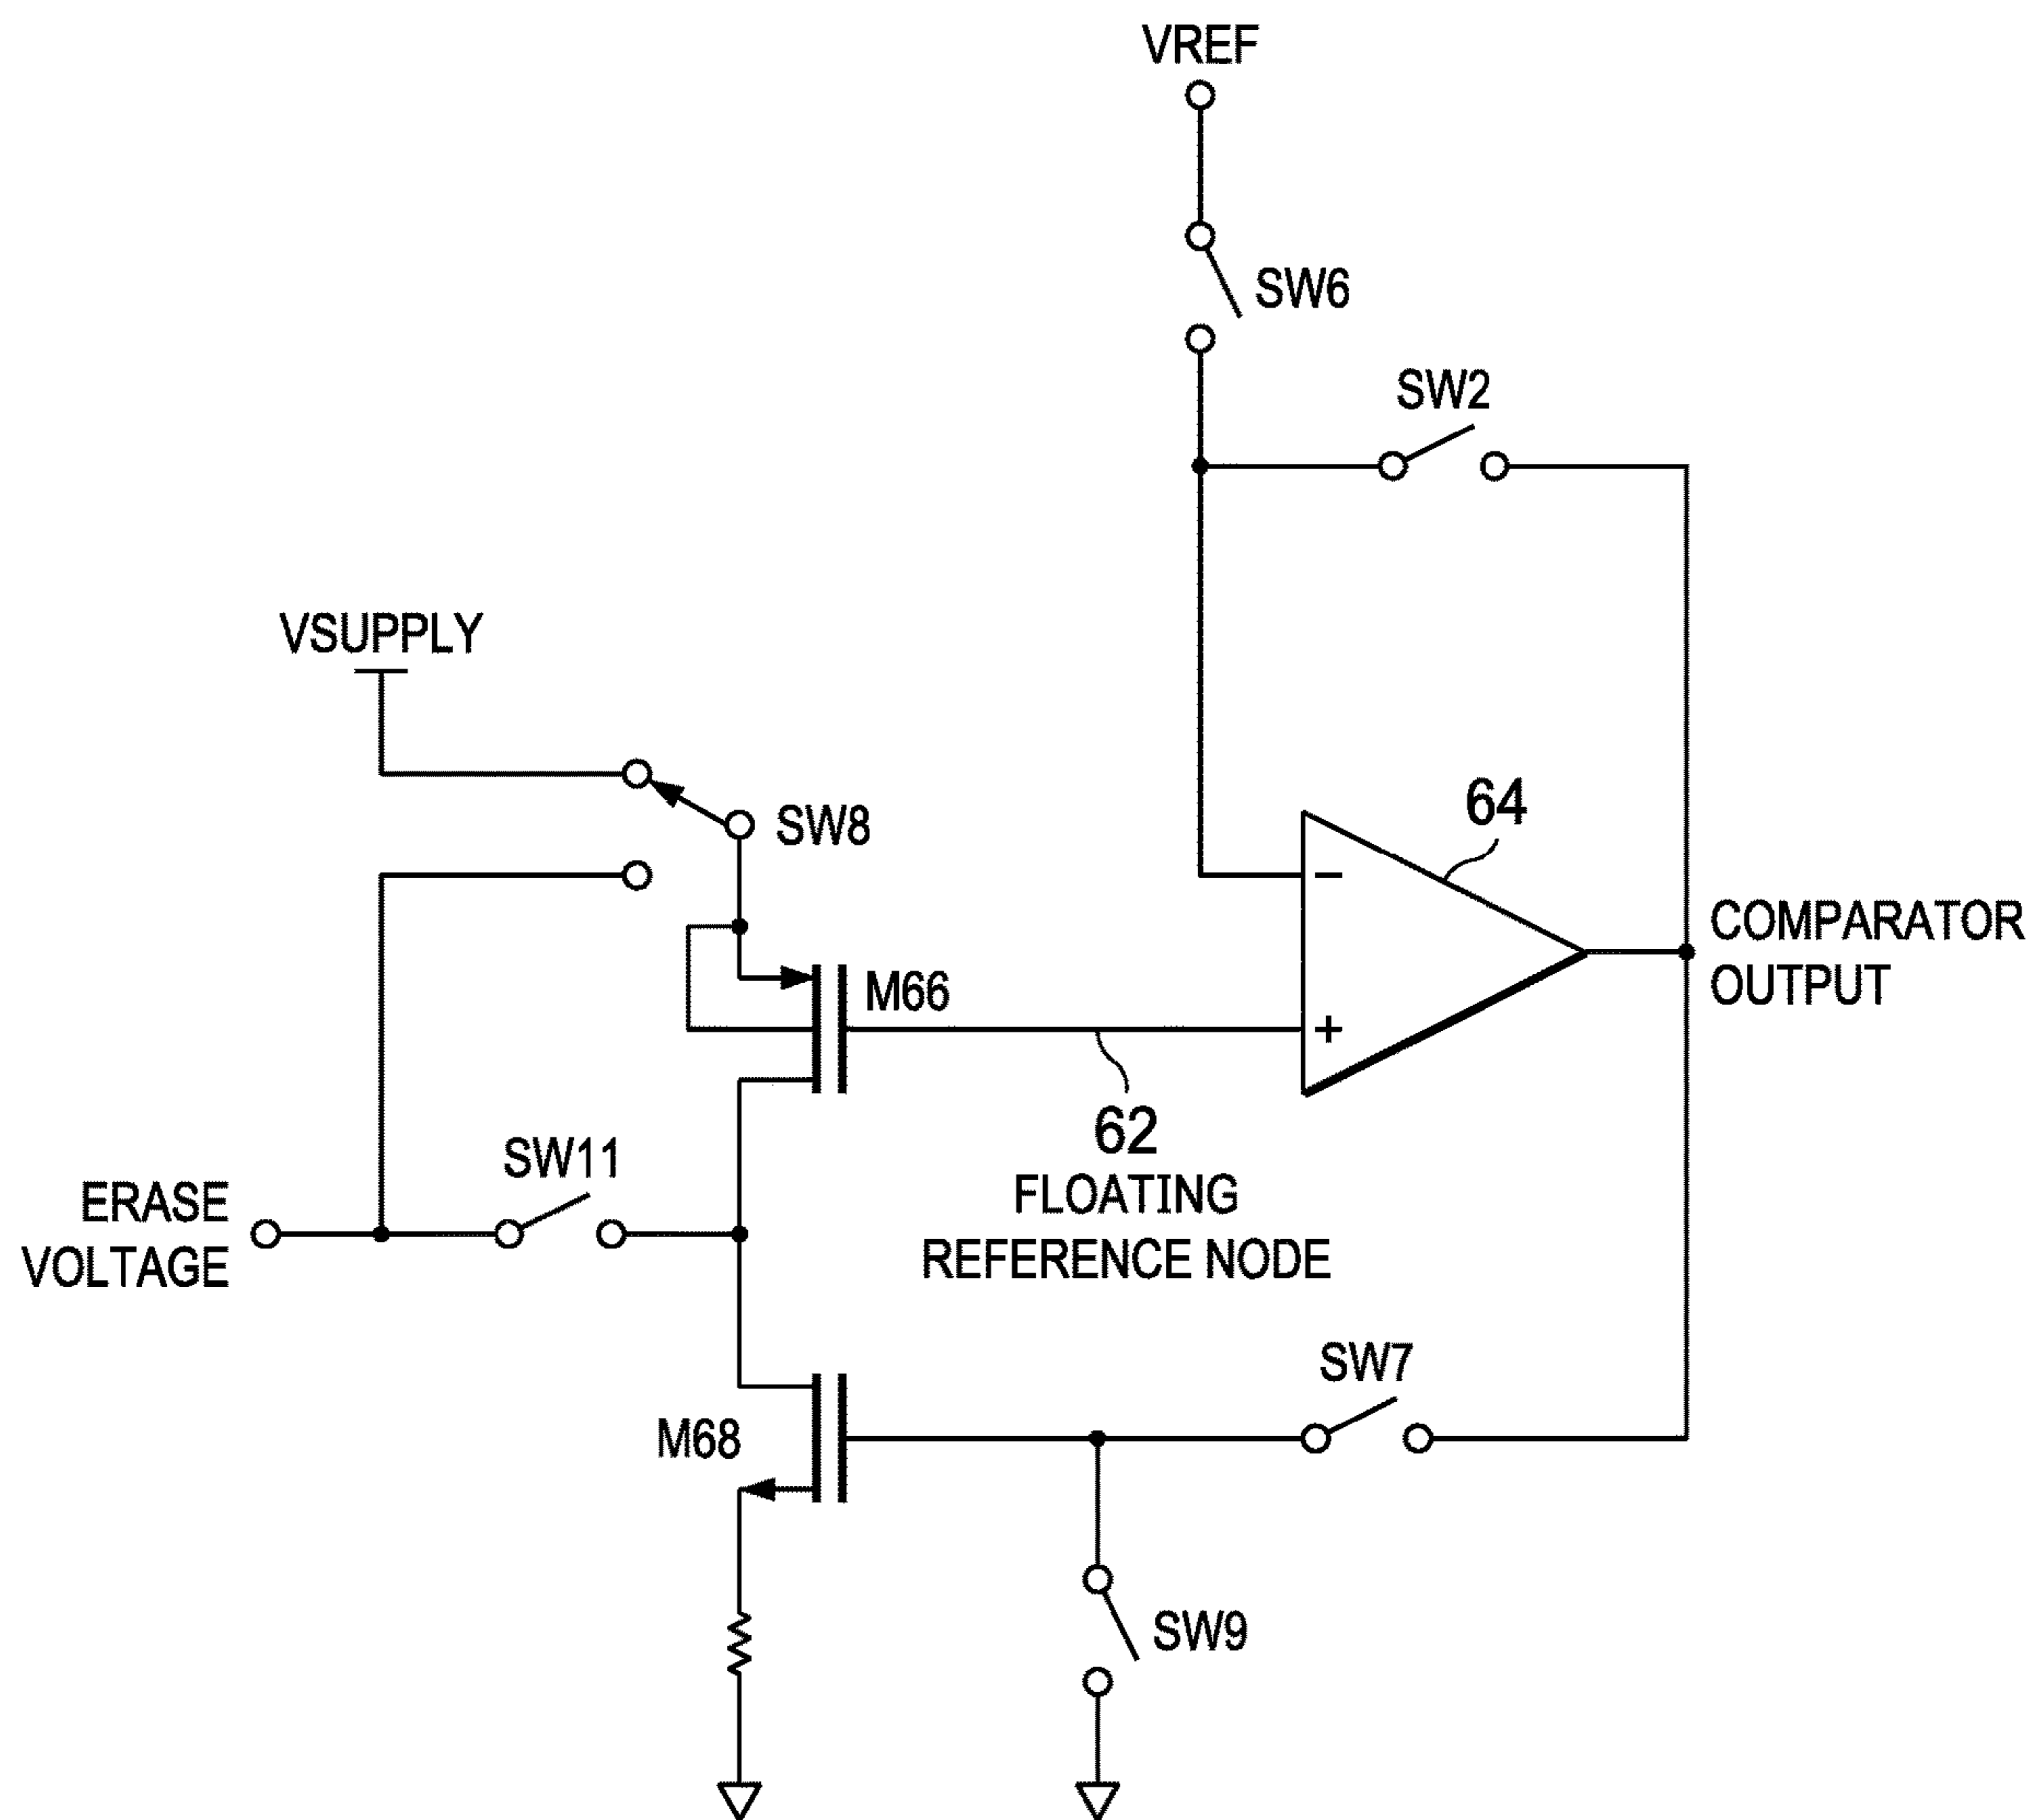 VREF
SW6
SW2
VSUPPLY
SW8
64
−
COMPARATOR
OUTPUT
M66
+
62
FLOATING
REFERENCE NODE
SW11
ERASE
VOLTAGE
SW7
M68
SW9